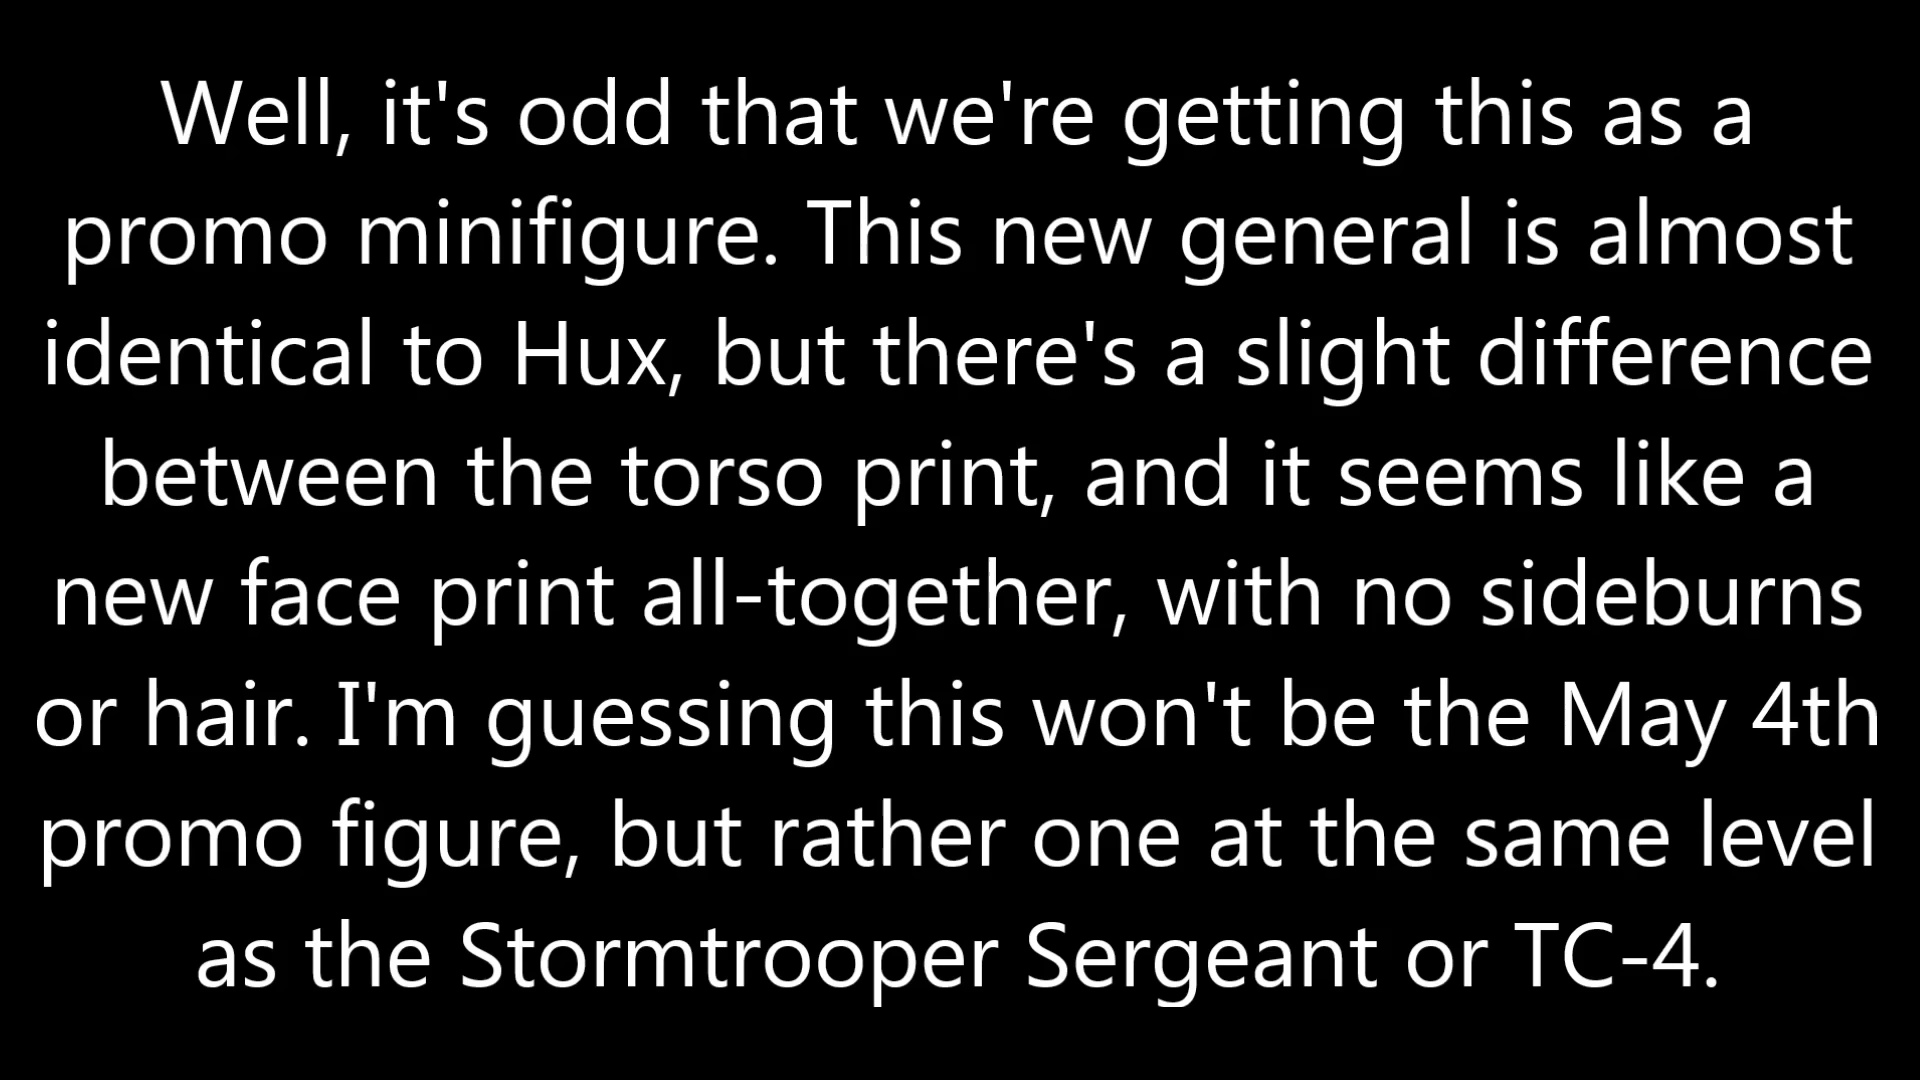 Well, it's odd that we're getting this as a
promo minifigure. This new general is almost
identical to Hux, but there's a slight difference
between the torso print, and it seems like a
new face print all-together, with no sideburns
or hair. I'm guessing this won't be the May 4th
promo figure, but rather one at the same level
as the Stormtrooper Sergeant or TC-4.